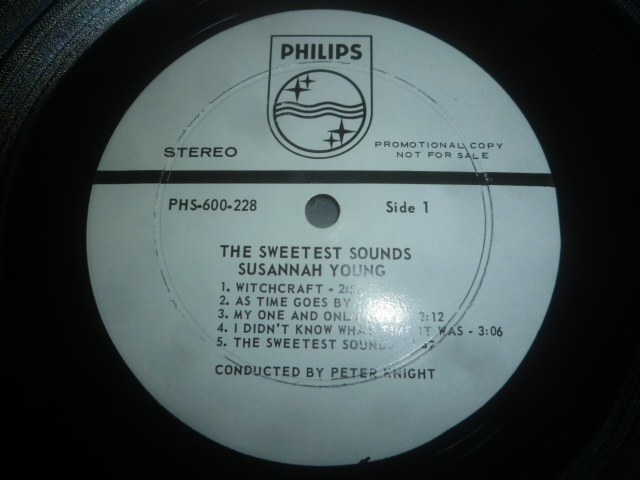 PHILIPS
STEREO
PROMOTIONAL COPY
NOT FOR SALE
PHS-600-228
Side 1
THE SWEETEST SOUNDS
SUSANNAH YOUNG
1. WITCHCRAFT -
2. AS TIME GOES BY
3. MY ONE AND ONLY 3:12
4. I DIDN'T KNOW WHAT TIME IT WAS - 3:06
5. THE SWEETEST SOUNDS
CONDUCTED BY PETER KNIGHT